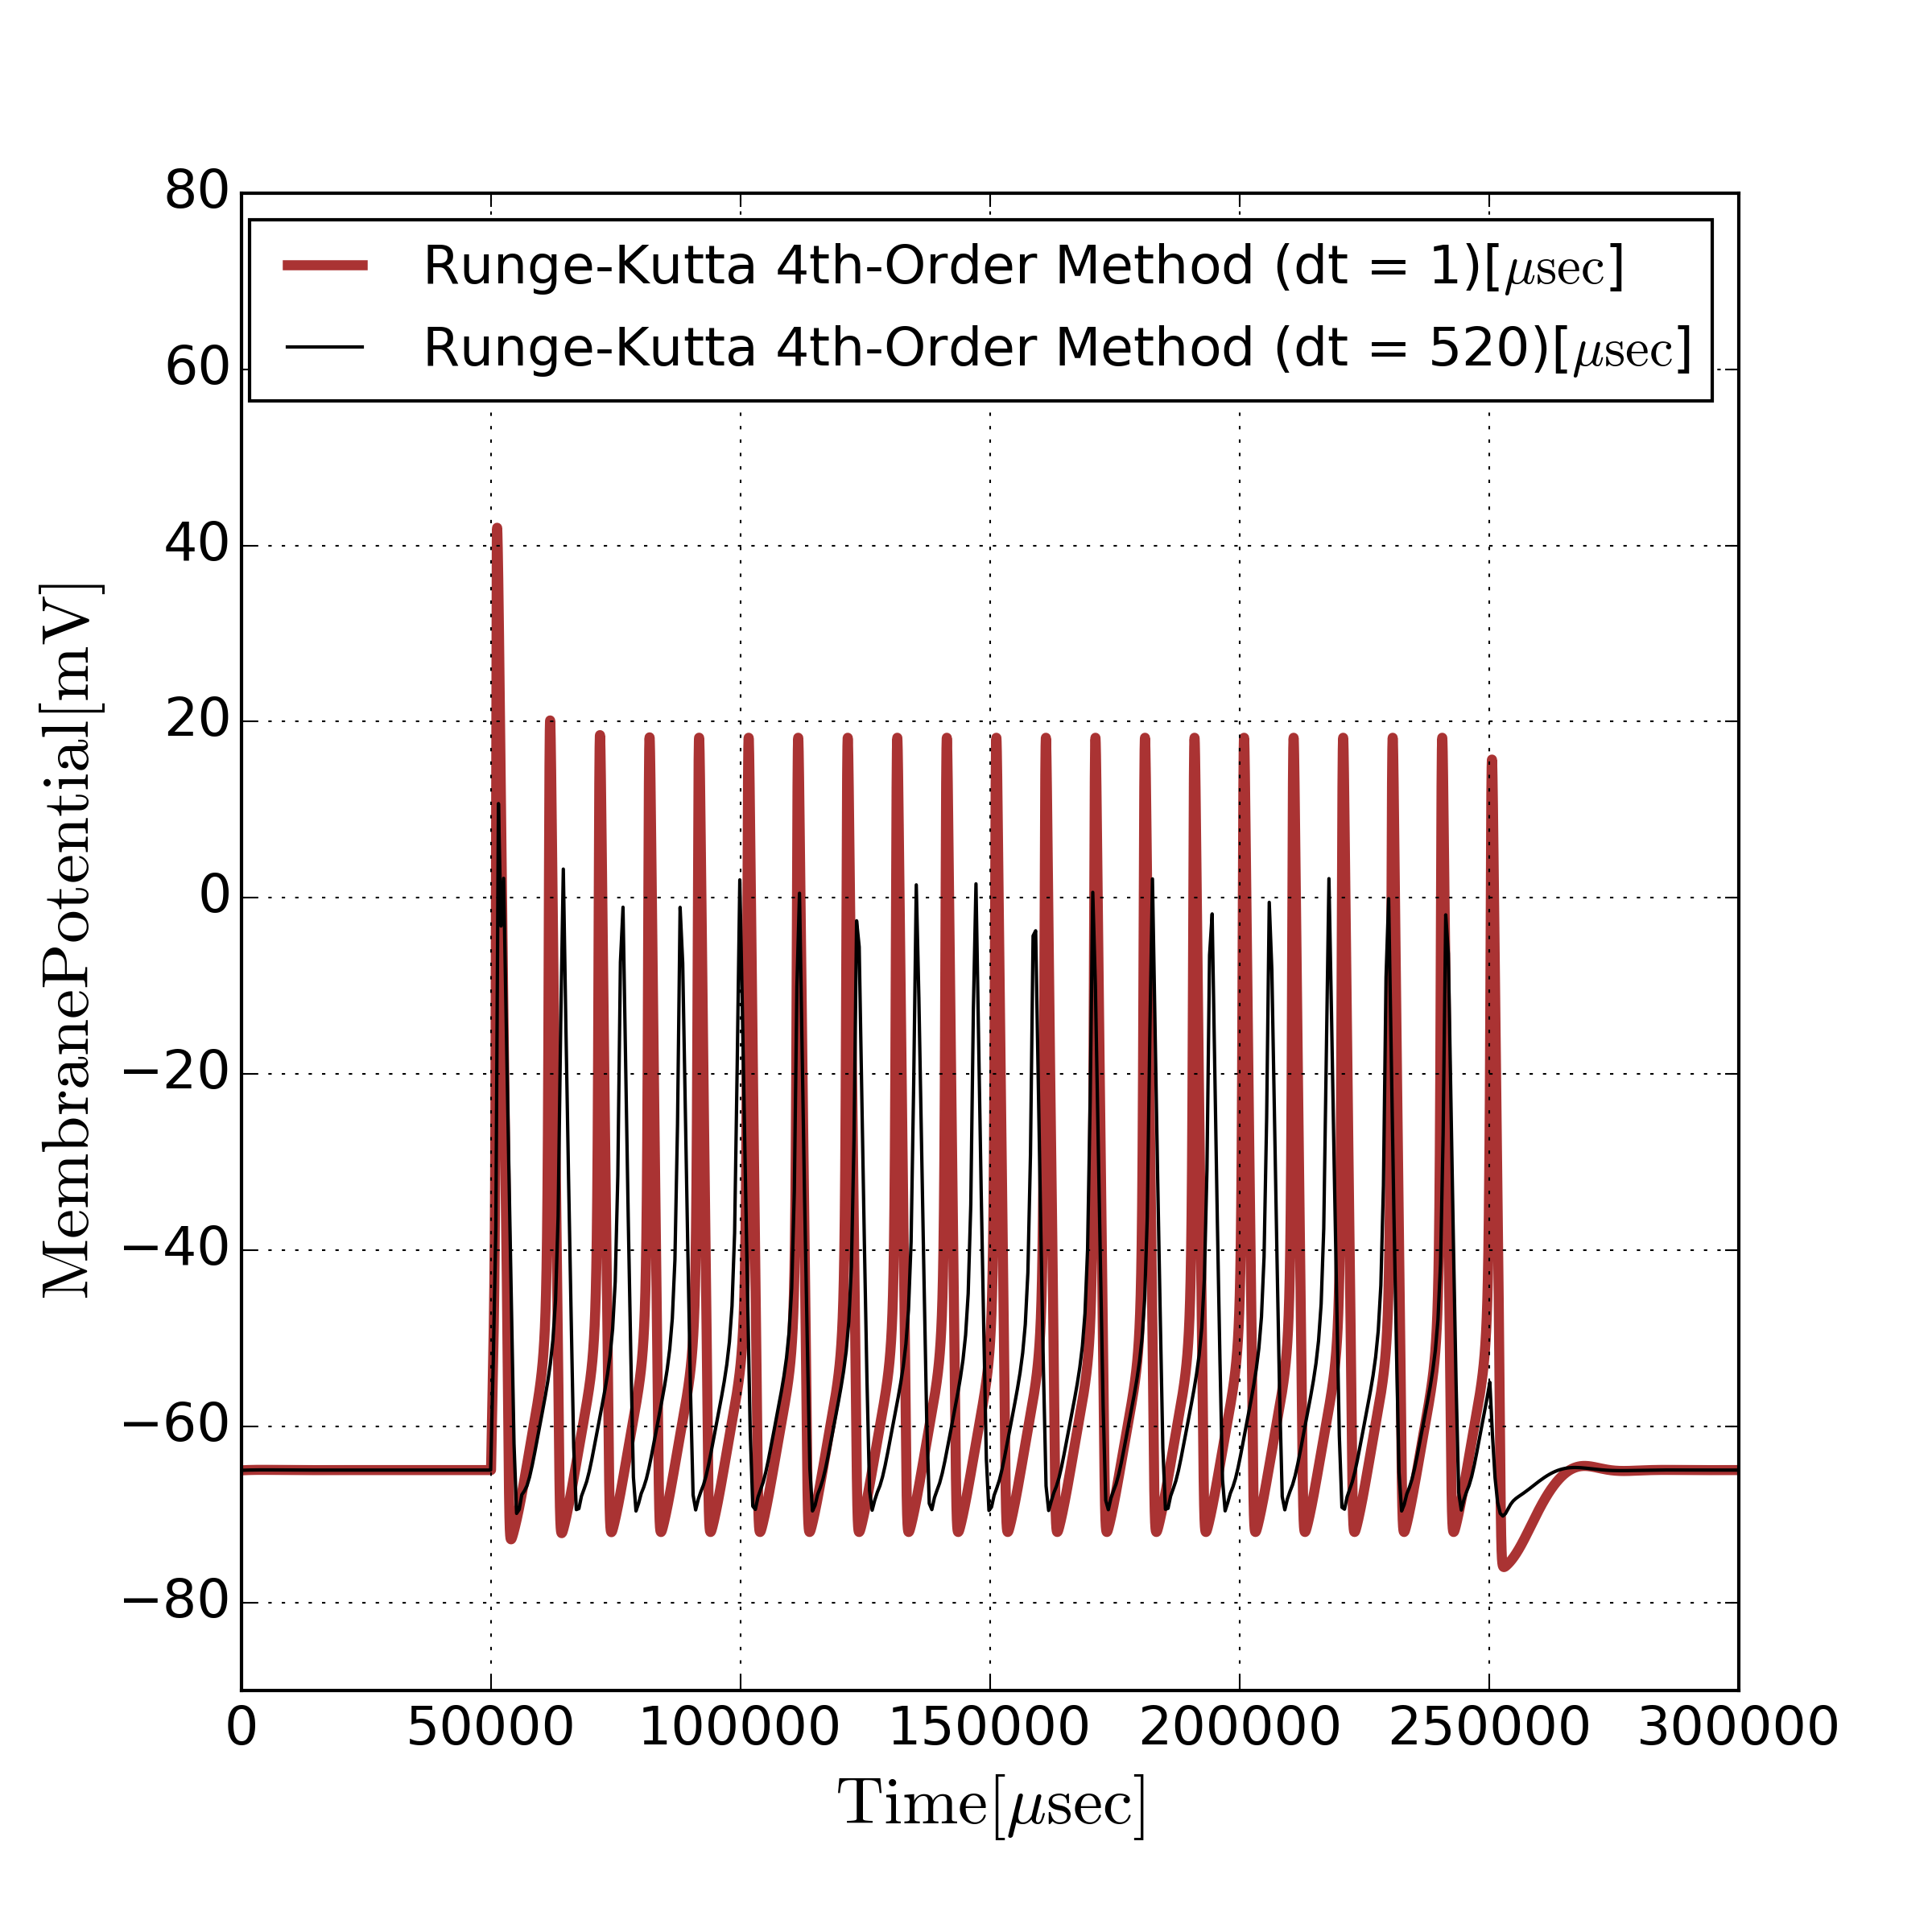 80
Runge-Kutta 4th-Order Method (dt = 1)[μsec]
Runge-Kutta 4th-Order Method (dt = 520)[μsec]
60
40
20
0
−20
−40
−60
−80
MembranePotential[mV]
0 50000 100000 150000 200000 250000 300000
Time[μsec]